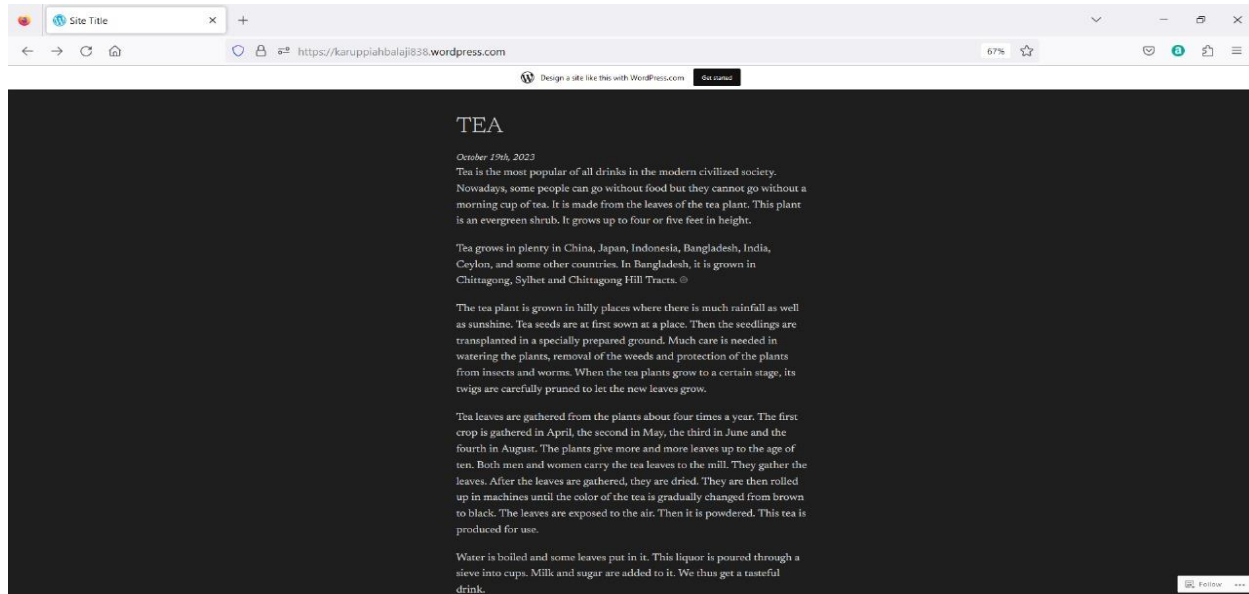 Site Title
https://karuppiahbalaji838.wordpress.com
67%
Design a site like this with WordPress.com Get started
TEA
October 19th, 2023
Tea is the most popular of all drinks in the modern civilized society.
Nowadays, some people can go without food but they cannot go without a
morning cup of tea. It is made from the leaves of the tea plant. This plant
is an evergreen shrub. It grows up to four or five feet in height.
Tea grows in plenty in China, Japan, Indonesia, Bangladesh, India,
Ceylon, and some other countries. In Bangladesh, it is grown in
Chittagong, Sylhet and Chittagong Hill Tracts.
The tea plant is grown in hilly places where there is much rainfall as well
as sunshine. Tea seeds are at first sown at a place. Then the seedlings are
transplanted in a specially prepared ground. Much care is needed in
watering the plants, removal of the weeds and protection of the plants
from insects and worms. When the tea plants grow to a certain stage, its
twigs are carefully pruned to let the new leaves grow.
Tea leaves are gathered from the plants about four times a year. The first
crop is gathered in April, the second in May, the third in June and the
fourth in August. The plants give more and more leaves up to the age of
ten. Both men and women carry the tea leaves to the mill. They gather the
leaves. After the leaves are gathered, they are dried. They are then rolled
up in machines until the color of the tea is gradually changed from brown
to black. The leaves are exposed to the air. Then it is powdered. This tea is
produced for use.
Water is boiled and some leaves put in it. This liquor is poured through a
sieve into cups. Milk and sugar are added to it. We thus get a tasteful
drink.
Follow